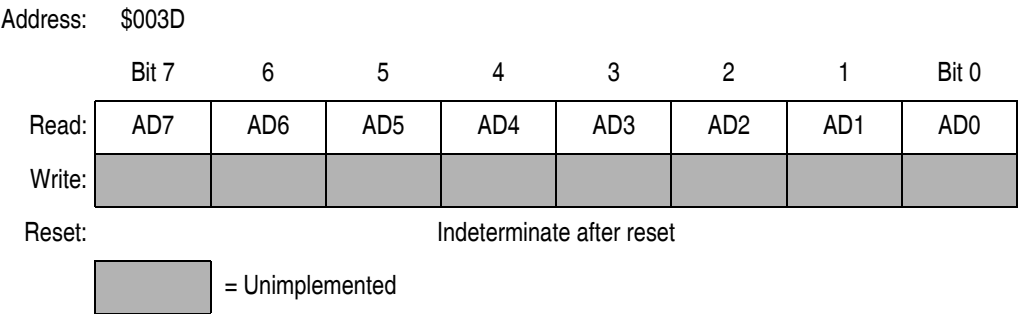 Address: $003D
Bit 7 6 5 4 3 2 1 Bit 0
Read: AD7 AD6 AD5 AD4 AD3 AD2 AD1 AD0
Write:
Reset: Indeterminate after reset
= Unimplemented